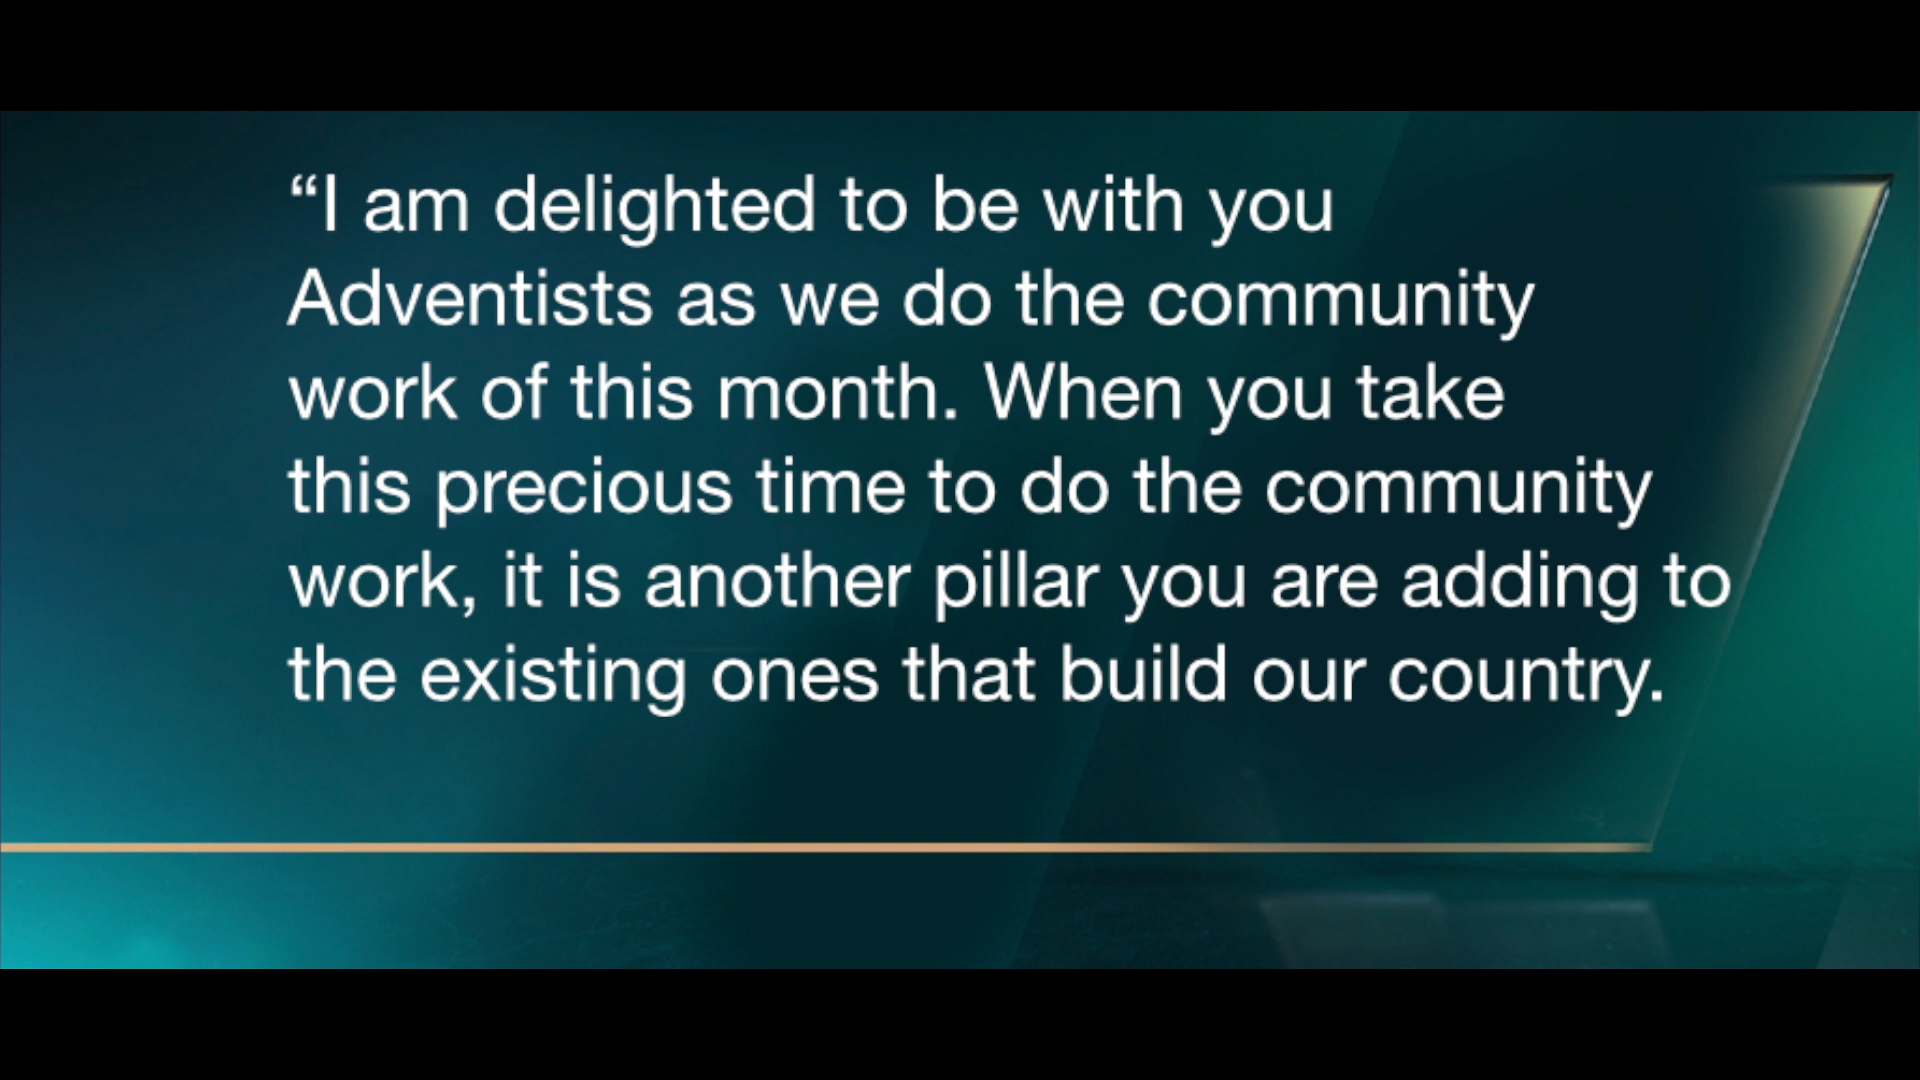 “I am delighted to be with you
Adventists as we do the community
work of this month. When you take
this precious time to do the community
work, it is another pillar you are adding to
the existing ones that build our country.